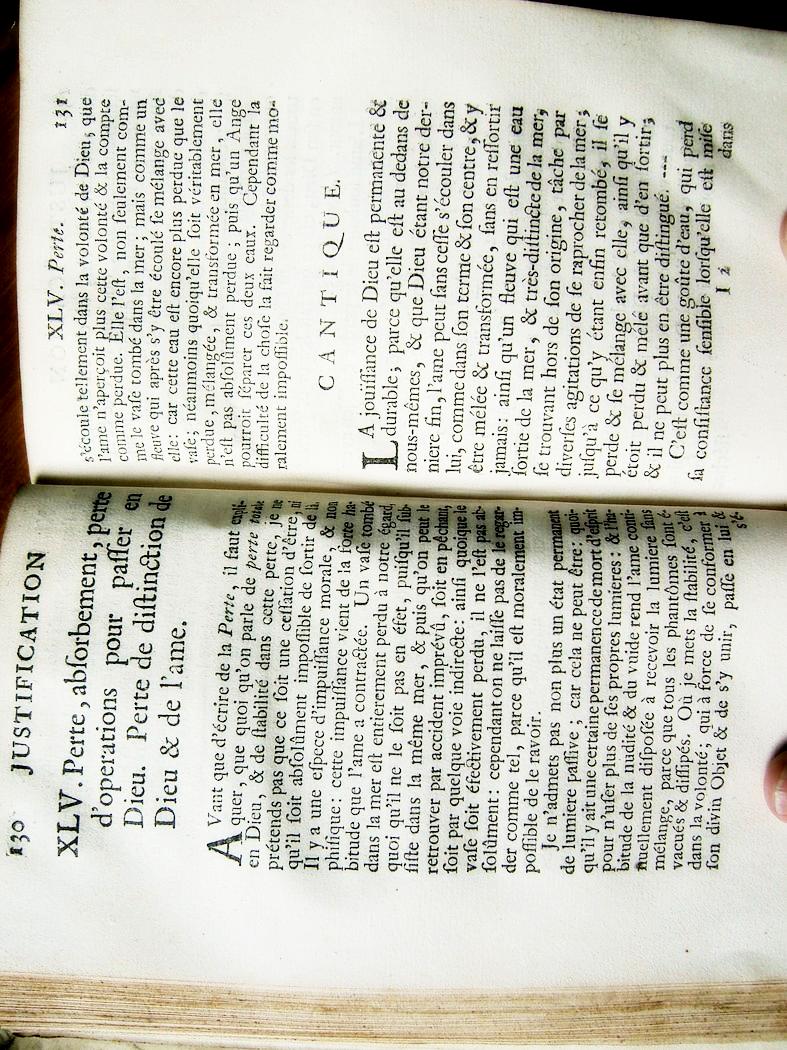 130 JUSTIFICATION
XLV. Perte, absorbement, perte
d'operations pour passer en
Dieu. Perte de distinction de
Dieu & de l'ame.
AVant que d'écrire de la Perte, il faut expli-
quer, que quoi qu'on parle de perte totale
en Dieu, & de stabilité dans cette perte, je ne
prétends pas que ce soit une cessation d'être, ni
qu'il soit absolûment impossible de sortir de là
Il y a une espece d'impuissance morale, & non
phisique: cette impuissance vient de la forte ha-
bitude que l'ame a contractée. Un vase tombé
dans la mer est entierement perdu à notre égard
quoi qu'il ne le soit pas en éfet, puisqu'il sub-
siste dans la même mer, & puis qu'on peut le
retrouver par accident imprévû, soit en pêchant,
soit par quelque voie indirecte: ainsi quoique le
vase soit éfectivement perdu, il ne l'est pas ab-
solûment: cependant on ne laisse pas de le regar-
der comme tel, parce qu'il est moralement im-
possible de le ravoir.
Je n'admets pas non plus un état permanent
de lumiere passive; car cela ne peut être: quoi-
qu'il y ait une certaine permanence de mort d'esprit
pour n'user plus de ses propres lumieres: & l'ha-
bitude de la nudité & du vuide rend l'ame conti-
nuellement disposée à recevoir la lumiere sans
mélange, parce que tous les phantômes sont é-
vacués & dissipés. Où je mets la stabilité, c'est
dans la volonté; qui à force de se conformer à
son divin Objet & de s'y unir, passe en lui &
s'é-
XLV. Perte. 131
s'écoule tellement dans la volonté de Dieu, que
l'ame n'aperçoit plus cette volonté & la compte
comme perdue. Elle l'est, non seulement com-
me le vase tombé dans la mer; mais comme un
fleuve qui après s'y être écoulé se mélange avec
elle: car cette eau est encore plus perdue que le
vase; néanmoins quoiqu'elle soit véritablement
perdue, mélangée, & transformée en mer, elle
n'est pas absolûment perdue; puis qu'un Ange
pourroit séparer ces deux eaux. Cependant la
difficulté de la chose la fait regarder comme mo-
ralement impossible.
CANTIQUE.
LA jouissance de Dieu est permanente &
durable; parce qu'elle est au dedans de
nous-mêmes, & que Dieu étant notre der-
niere fin, l'ame peut sans cesse s'écouler dans
lui, comme dans son terme & son centre, & y
être mélée & transformée, sans en ressortir
jamais: ainsi qu'un fleuve qui est une eau
sortie de la mer, & très-distincte de la mer,
se trouvant hors de son origine, tâche par
diverses agitations de se raprocher de la mer;
jusqu'à ce qu'y étant enfin retombé, il se
perde & se mélange avec elle, ainsi qu'il y
étoit perdu & mélé avant que d'en sortir;
& il ne peut plus en être distingué. ---
C'est comme une goûte d'eau, qui perd
sa consistance sensible lorsqu'elle est mise
I 2 dans